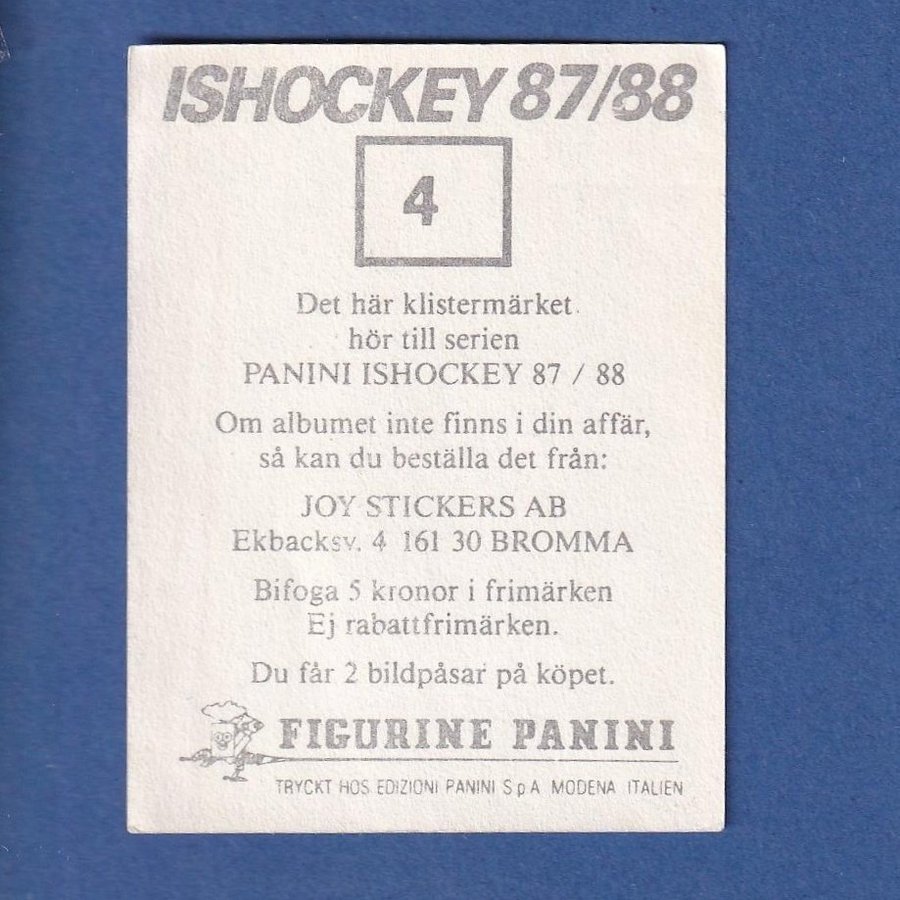 ISHOCKEY 87/88
4
Det här klistermärket
hör till serien
PANINI ISHOCKEY 87 / 88
Om albumet inte finns i din affär,
så kan du beställa det från:
JOY STICKERS AB
Ekbacksv. 4 161 30 BROMMA
Bifoga 5 kronor i frimärken
Ej rabattfrimärken.
Du får 2 bildpåsar på köpet.
FIGURINE PANINI
TRYCKT HOS EDIZIONI PANINI S p A MODENA ITALIEN